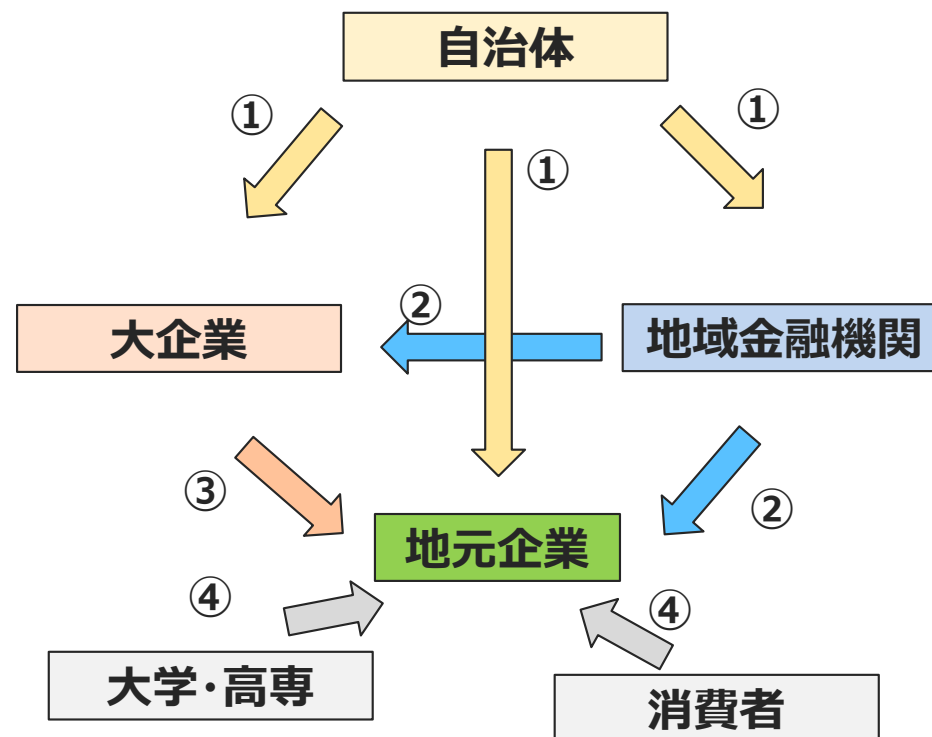 自治体
①
①
①
②
大企業
地域金融機関
③
②
地元企業
④
④
大学・高専
消費者